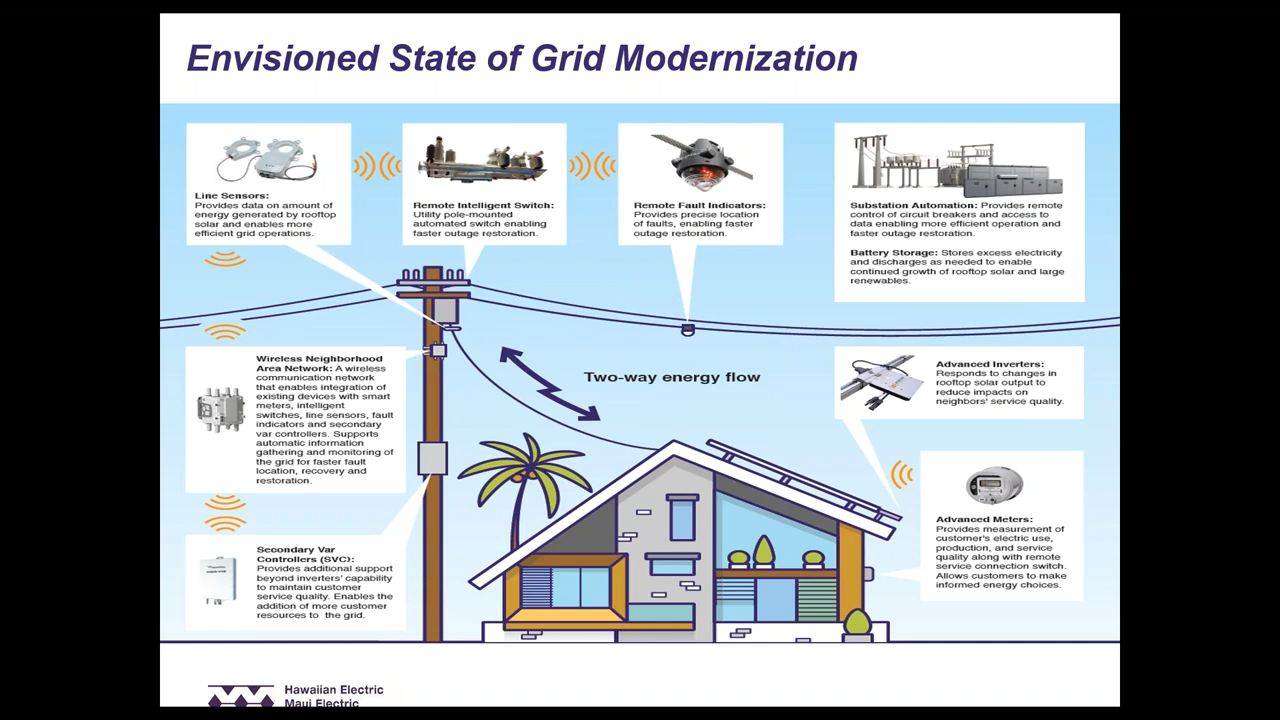 Envisioned State of Grid Modernization
Line Sensors:
Provides data on amount of
energy generated by rooftop
solar and enables more
efficient grid operations.
Remote Intelligent Switch:
Utility pole-mounted
automated switch enabling
faster outage restoration.
Remote Fault Indicators:
Provides precise location
of faults, enabling faster
outage restoration.
Substation Automation: Provides remote
control of circuit breakers and access to
data enabling more efficient operation and
faster outage restoration.
Battery Storage: Stores excess electricity
and discharges as needed to enable
continued growth of rooftop solar and large
renewables.
Wireless Neighborhood
Area Network: A wireless
communication network
that enables integration of
existing devices with smart
meters, intelligent
switches, line sensors, fault
indicators and secondary
var controllers. Supports
automatic information
gathering and monitoring of
the grid for faster fault
location, recovery and
restoration.
Two-way energy flow
Advanced Inverters:
Responds to changes in
rooftop solar output to
reduce impacts on
neighbors' service quality.
Advanced Meters:
Provides measurement of
customer's electric use,
production, and service
quality along with remote
service connection switch.
Allows customers to make
informed energy choices.
Secondary Var
Controllers (SVC):
Provides additional support
beyond inverters' capability
to maintain customer
service quality. Enables the
addition of more customer
resources to the grid.
Hawaiian Electric
Maui Electric